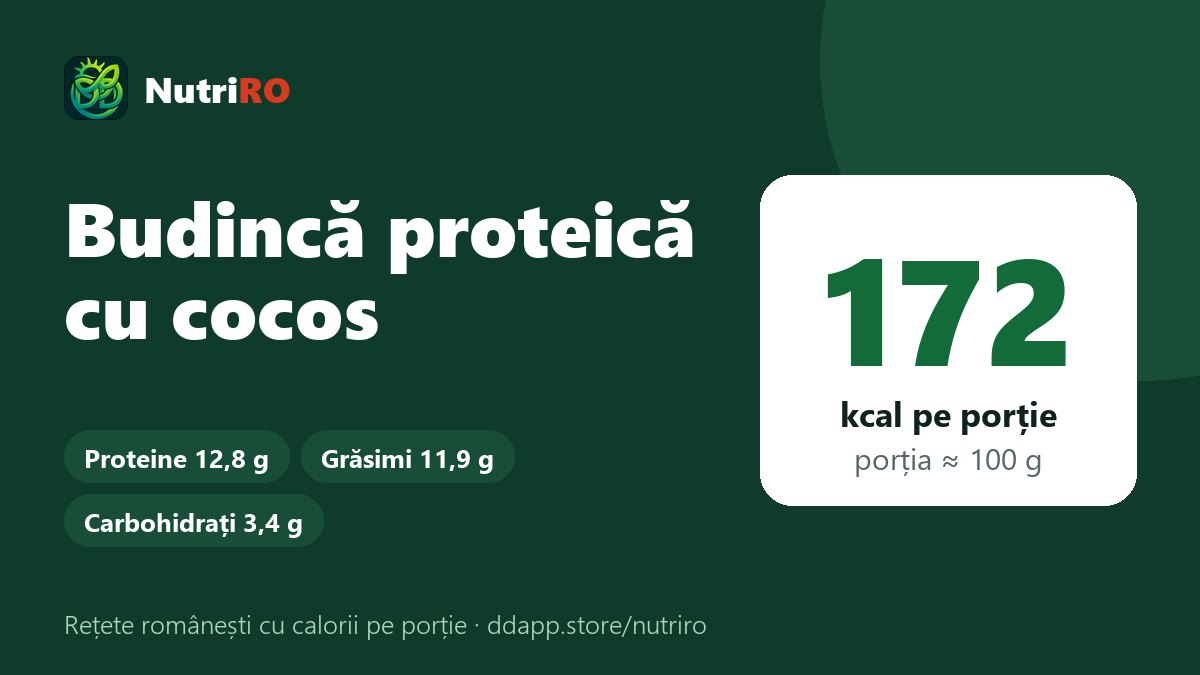 NutriRO
Budincă proteică
cu cocos
172
kcal pe porție
porția ≈ 100 g
Proteine 12,8 g
Grăsimi 11,9 g
Carbohidrați 3,4 g
Rețete românești cu calorii pe porție · ddapp.store/nutriro